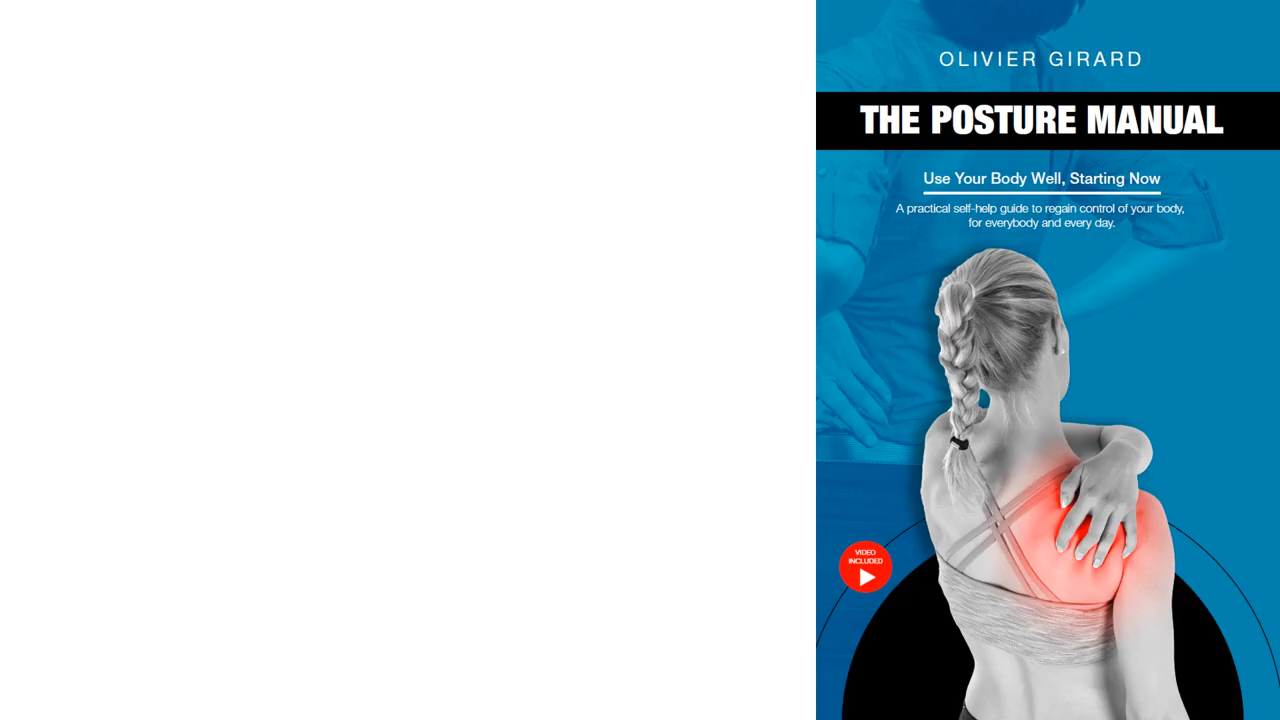 OLIVIER GIRARD
THE POSTURE MANUAL
Use Your Body Well, Starting Now
A practical self-help guide to regain control of your body,
for everybody and every day.
VIDEO
INCLUDED